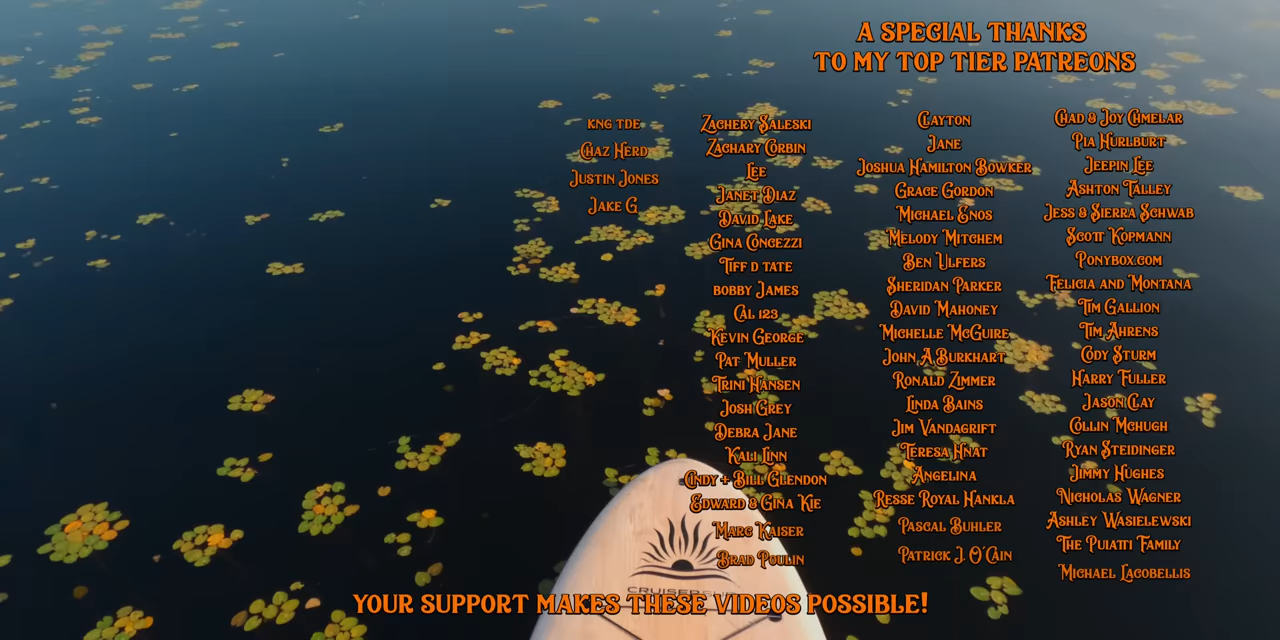 A SPECIAL THANKS
TO MY TOP TIER PATREONS
KNG TDE
Chaz Herd
Justin Jones
Jake G
Zachery Saleski
Zachary Corbin
Lee
Janet Diaz
David Lake
Gina Congezzi
Tiff D Tate
Bobby James
Cal 123
Kevin George
Pat Muller
Trini Hansen
Josh Grey
Debra Jane
Kali Linn
Cindy + Bill Glendon
Edward & Gina Kie
Marc Kaiser
Brad Poulin
Clayton
Jane
Joshua Hamilton Bowker
Grace Gordon
Michael Enos
Melody Mitchem
Ben Ulfers
Sheridan Parker
David Mahoney
Michelle McGuire
John A Burkhart
Ronald Zimmer
Linda Bains
Jim Vandagrift
Teresa Hnat
Angelina
Resse Royal Hankla
Pascal Buhler
Patrick J. O'Cain
Chad & Joy Chmelar
Pia Hurlburt
Jeepin Lee
Ashton Talley
Jess & Sierra Schwab
Scott Kopmann
Ponybox.com
Felicia and Montana
Tim Gallion
Tim Ahrens
Cody Sturm
Harry Fuller
Jason Clay
Collin Mchugh
Ryan Steidinger
Jimmy Hughes
Nicholas Wagner
Ashley Wasielewski
The Puiatti Family
Michael Lacobellis
YOUR SUPPORT MAKES THESE VIDEOS POSSIBLE!